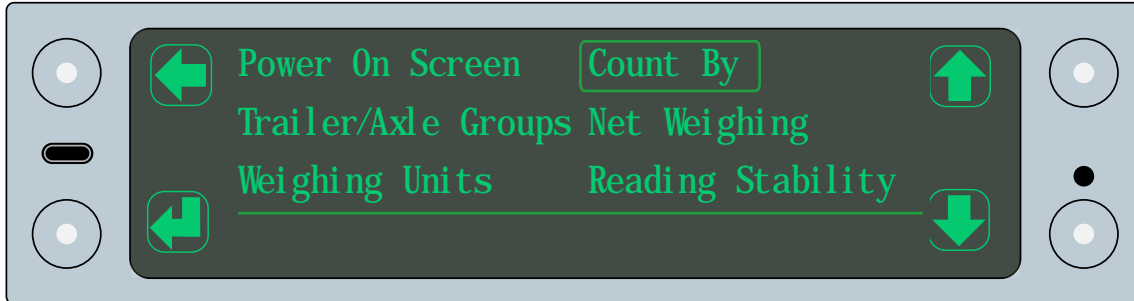 Power On Screen Count By
Trailer/Axle Groups Net Weighing
Weighing Units Reading Stability